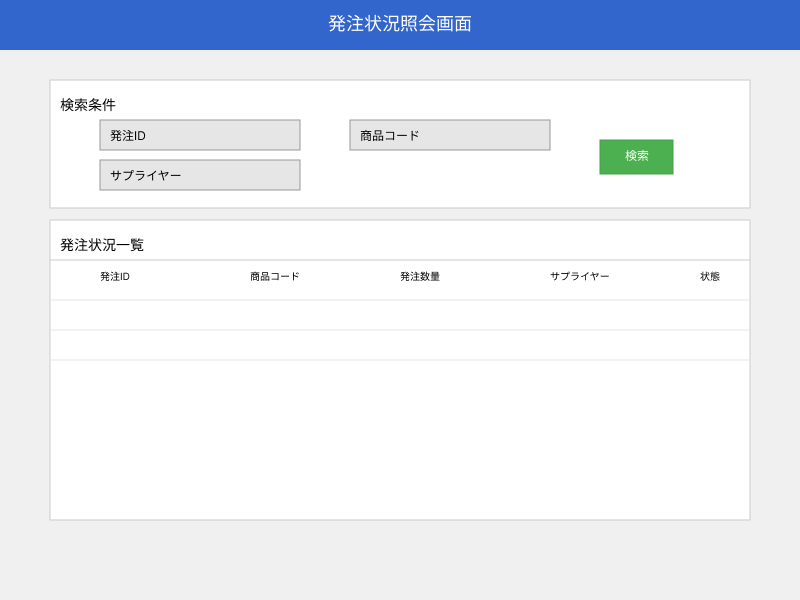 発注状況照会画面
検索条件
発注ID
商品コード
サプライヤー
検索
発注状況一覧
発注ID 商品コード 発注数量 サプライヤー 状態